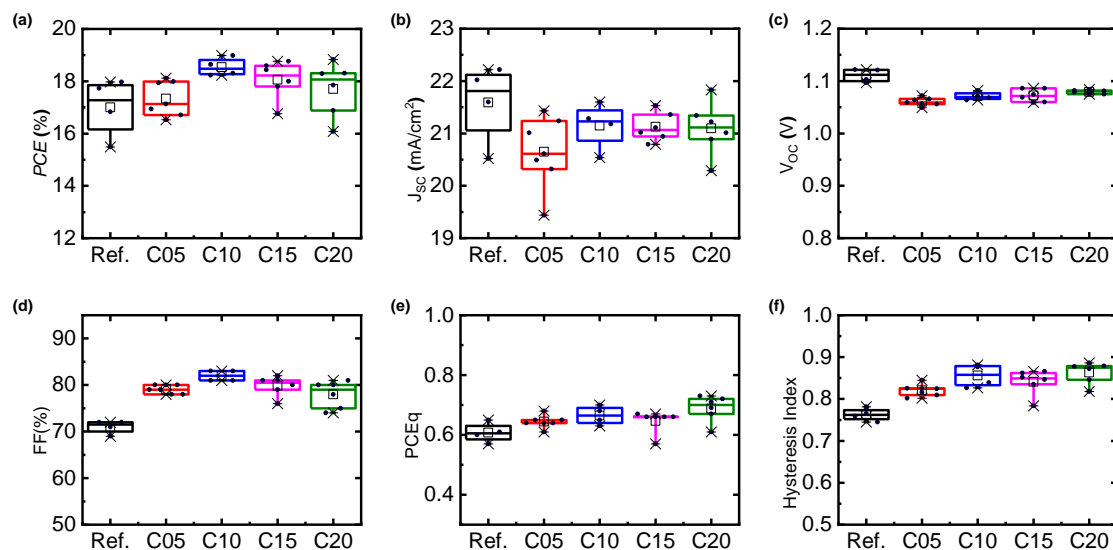 (a)
20
18
16
14
12
PCE (%)
Ref. C05 C10 C15 C20
(b)
23
22
21
20
19
JSC (mA/cm2)
Ref. C05 C10 C15 C20
(c)
1.2
1.1
1.0
0.9
0.8
VOC (V)
Ref. C05 C10 C15 C20
(d)
90
80
70
60
50
FF(%)
Ref. C05 C10 C15 C20
(e)
1.0
0.8
0.6
0.4
PCEq
Ref. C05 C10 C15 C20
(f)
1.0
0.9
0.8
0.7
0.6
0.5
Hysteresis Index
Ref. C05 C10 C15 C20